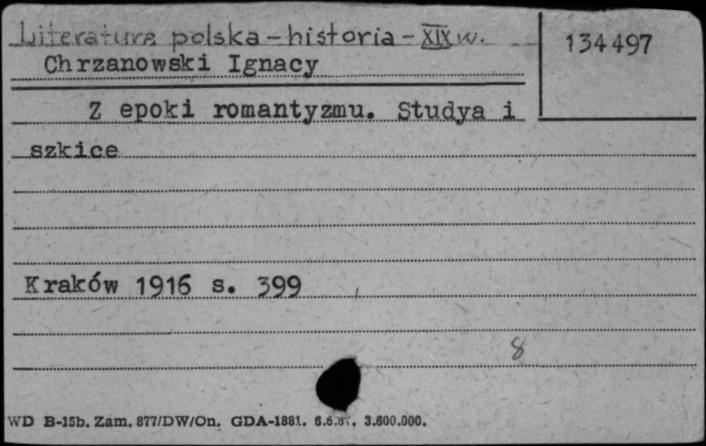 Literatura polska – historia – XIX w.
134497
Chrzanowski Ignacy
Z epoki romantyzmu. Studya i
szkice
Kraków 1916 s. 399
8
WD B-15b. Zam. 877/DW/On. GDA-1881. 3.600.000.